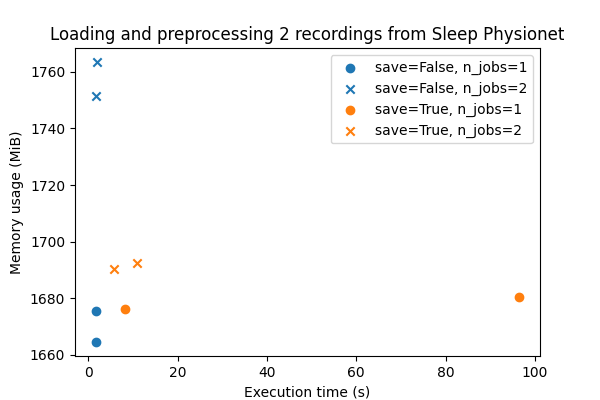 Loading and preprocessing 2 recordings from Sleep Physionet
save=False, n_jobs=1
save=False, n_jobs=2
save=True, n_jobs=1
save=True, n_jobs=2
Memory usage (MiB)
1760
1740
1720
1700
1680
1660
0 20 40 60 80 100
Execution time (s)